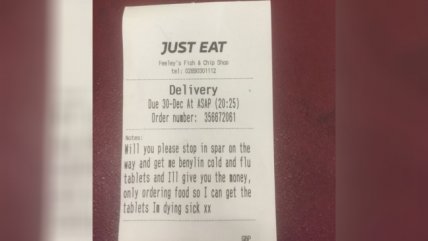 JUST EAT
Feeley's Fish & Chip Shop
tel: 02890301112
Delivery
Due 30-Dec At ASAP (20:25)
Order number: 356672061
Notes:
Will you please stop in spar on the
way and get me benylin cold and flu
tablets and Ill give you the money,
only ordering food so I can get the
tablets Im dying sick xx
GBP